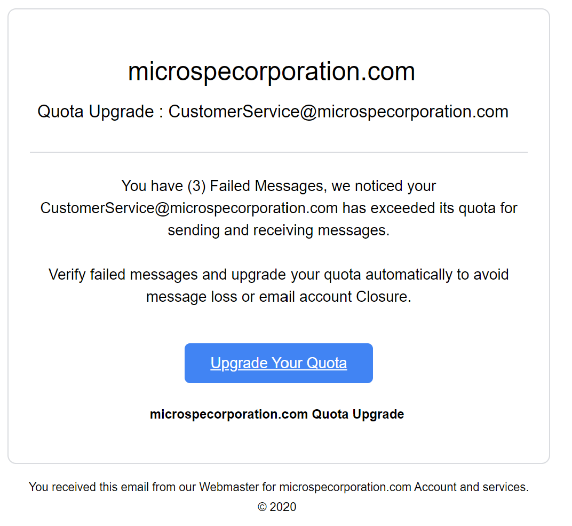 microspecorporation.com
Quota Upgrade : CustomerService@microspecorporation.com
You have (3) Failed Messages, we noticed your
CustomerService@microspecorporation.com has exceeded its quota for
sending and receiving messages.
Verify failed messages and upgrade your quota automatically to avoid
message loss or email account Closure.
Upgrade Your Quota
microspecorporation.com Quota Upgrade
You received this email from our Webmaster for microspecorporation.com Account and services.
© 2020